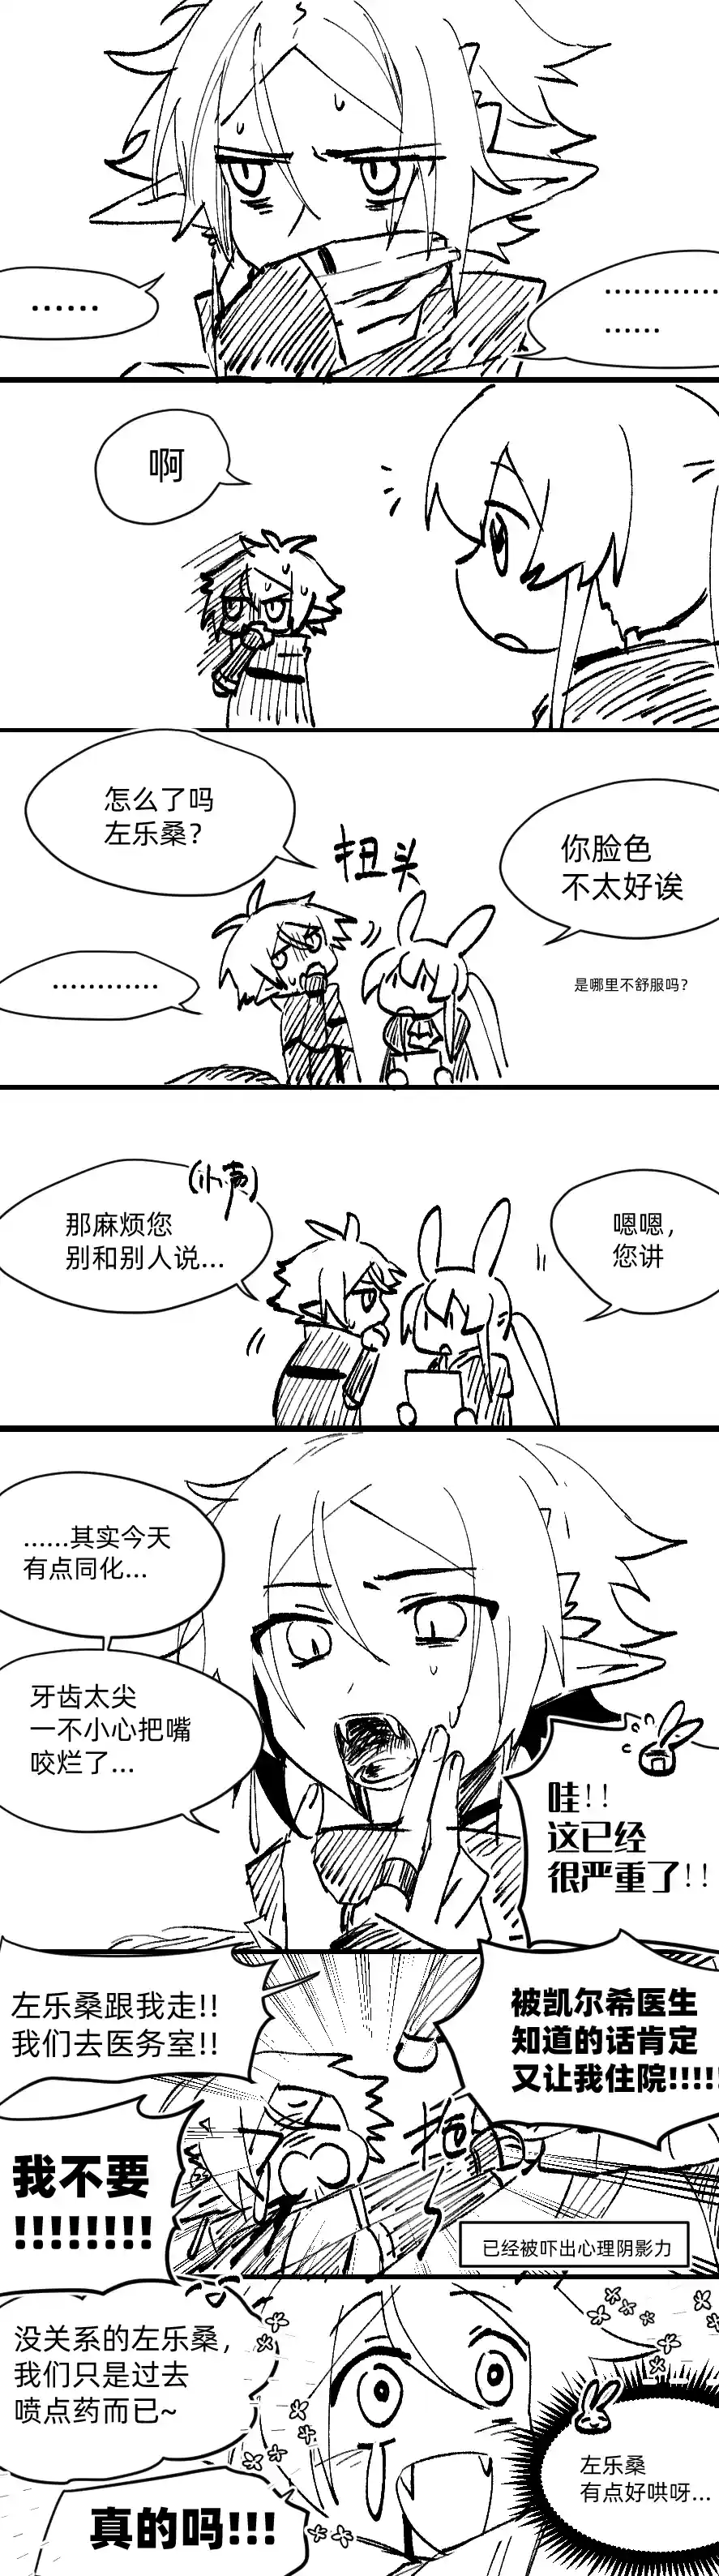 ……
…………
……
啊
怎么了吗
左乐桑?
扭头
你脸色
不太好诶
…………
是哪里不舒服吗?
(小声)
那麻烦您
别和别人说...
嗯嗯,
您讲
……其实今天
有点同化...
牙齿太尖
一不小心把嘴
咬烂了...
哇!!
这已经
很严重了!!
左乐桑跟我走!!
我们去医务室!!
被凯尔希医生
知道的话肯定
又让我住院!!!!!
我不要
!!!!!!!!
拖
已经被吓出心理阴影力
没关系的左乐桑,
我们只是过去
喷点药而已~
左乐桑
有点好哄呀...
真的吗!!!